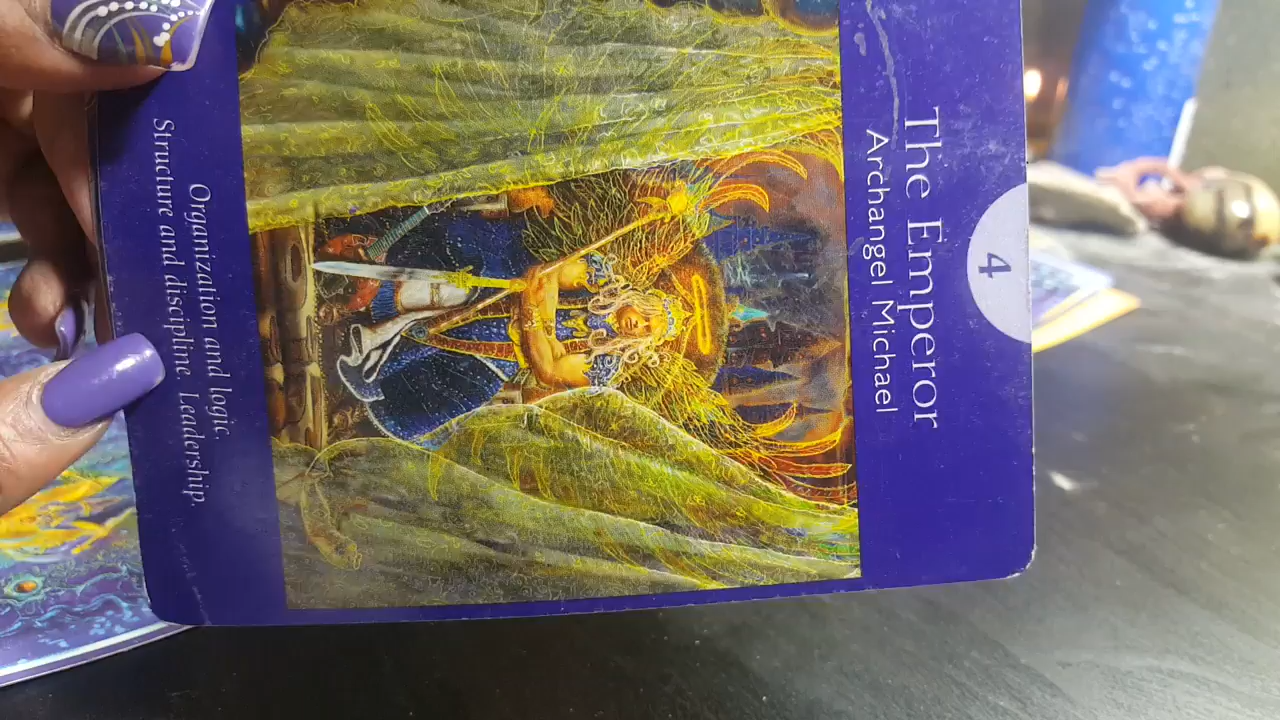 4
The Emperor
Archangel Michael
Organization and logic.
Structure and discipline. Leadership.